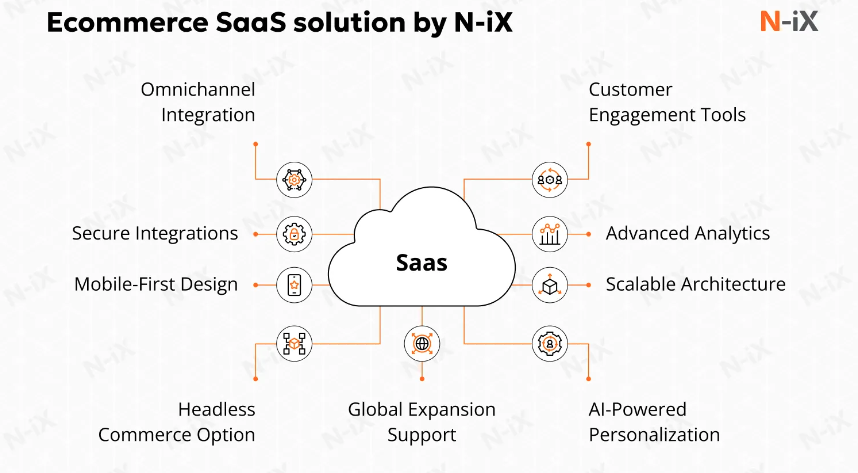 Ecommerce SaaS solution by N-iX
N-iX
Omnichannel
Integration
Customer
Engagement Tools
Secure Integrations
Advanced Analytics
Saas
Mobile-First Design
Scalable Architecture
Headless
Commerce Option
Global Expansion
Support
AI-Powered
Personalization